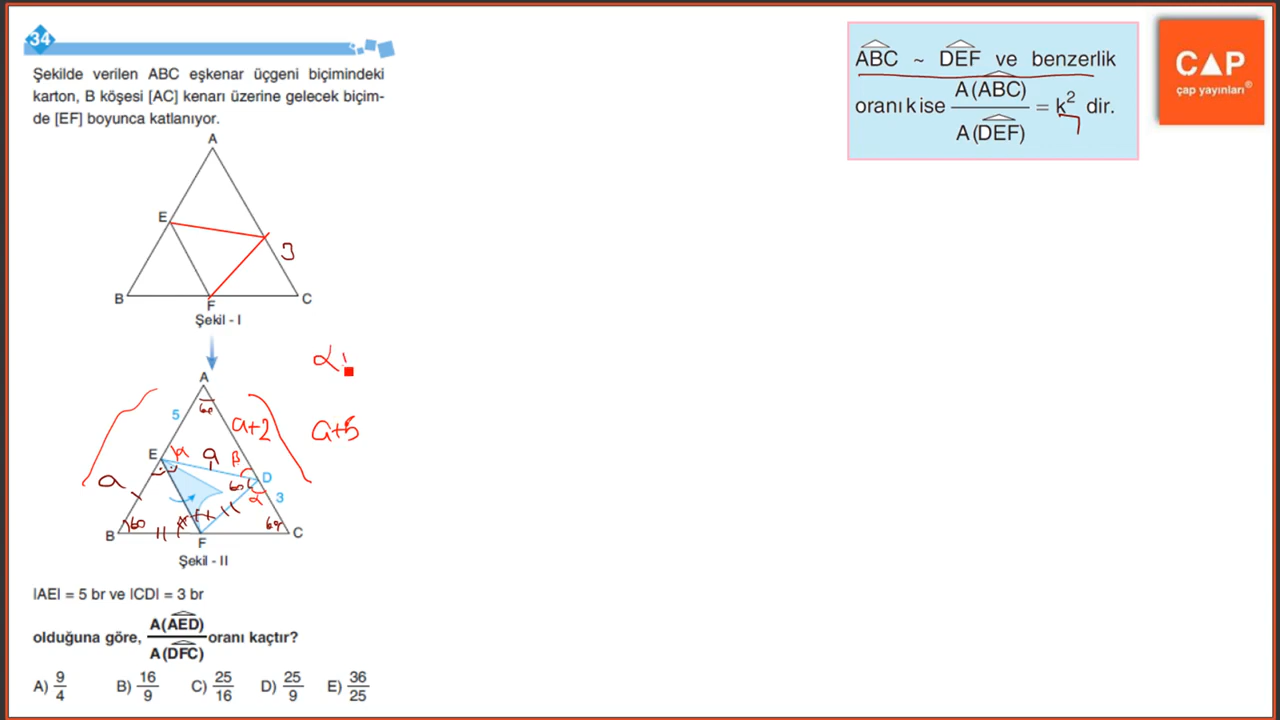 34
Şekilde verilen ABC eşkenar üçgeni biçimindeki
karton, B köşesi [AC] kenarı üzerine gelecek biçim-
de [EF] boyunca katlanıyor.
A
E
3
B
F
C
Şekil - I
α
A
5
60
a+2
a+5
E
α
a
β
D
a
60
α
3
B
60
60
C
F
Şekil - II
|AE| = 5 br ve |CD| = 3 br
olduğuna göre, A(AED) / A(DFC) oranı kaçtır?
A) 9/4 B) 16/9 C) 25/16 D) 25/9 E) 36/25
ABC ~ DEF ve benzerlik
oranı k ise A(ABC) / A(DEF) = k² dir.
ÇAP
çap yayınları®